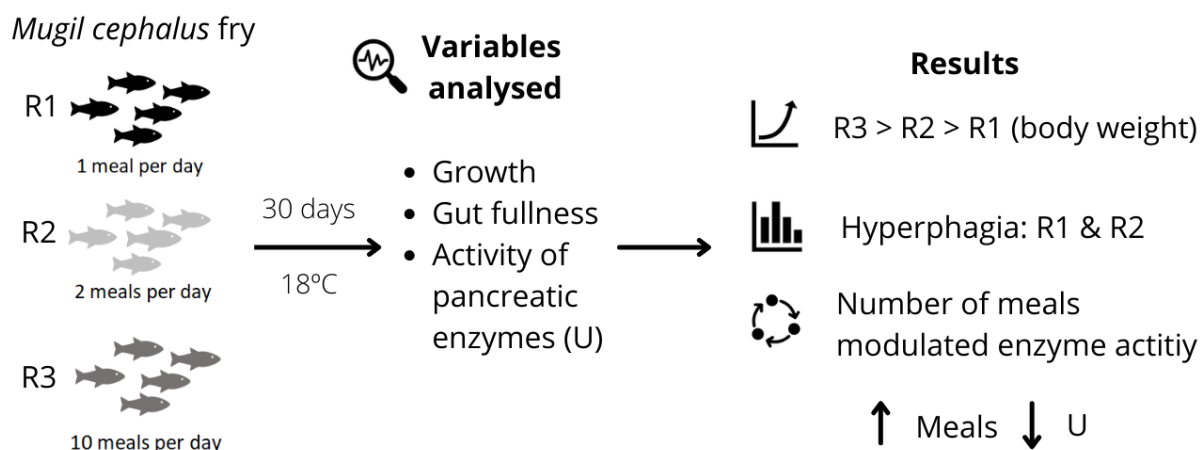 Mugil cephalus fry
R1
1 meal per day
R2
2 meals per day
R3
10 meals per day
30 days
18ºC
Variables
analysed
• Growth
• Gut fullness
• Activity of
pancreatic
enzymes (U)
Results
R3 > R2 > R1 (body weight)
Hyperphagia: R1 & R2
Number of meals
modulated enzyme actitiy
↑ Meals ↓ U